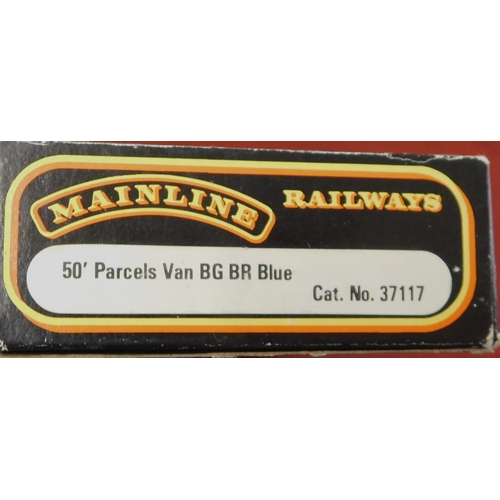 MAINLINE RAILWAYS
50' Parcels Van BG BR Blue
Cat. No. 37117